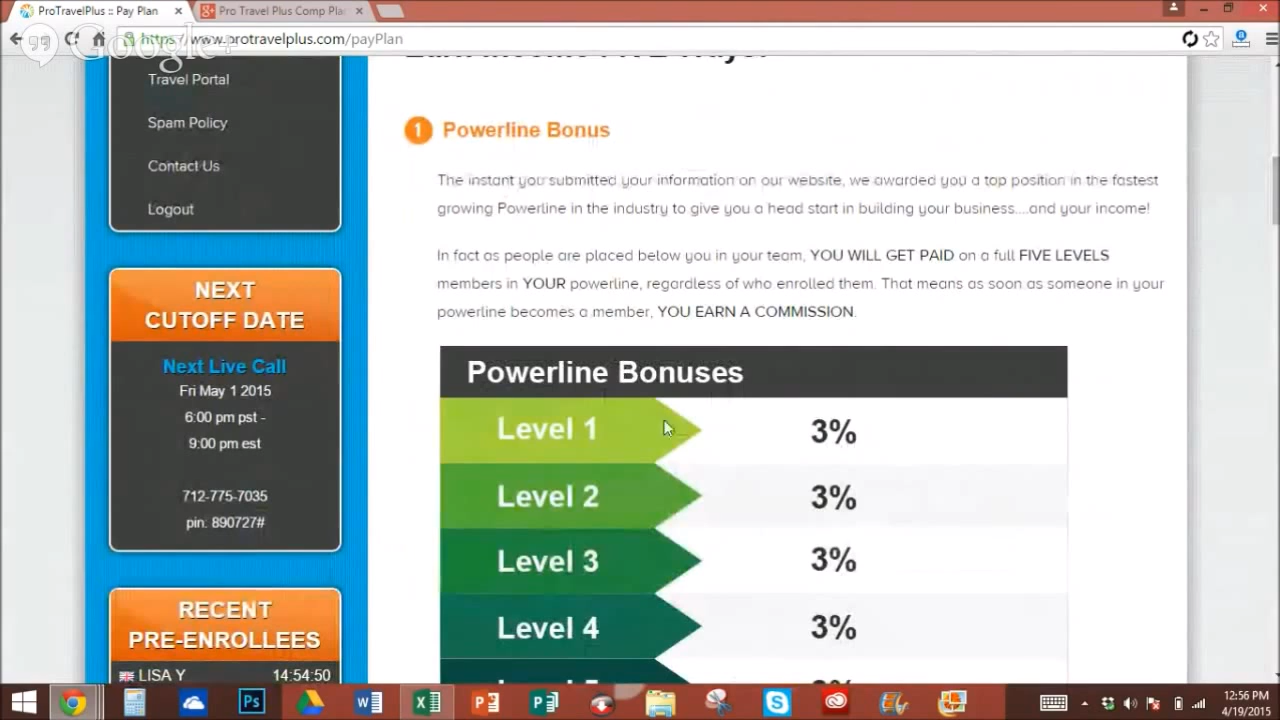 ProTravelPlus :: Pay Plan
Pro Travel Plus Comp Plan
https://www.protravelplus.com/payPlan
Google+
Travel Portal
Spam Policy
Contact Us
Logout
NEXT
CUTOFF DATE
Next Live Call
Fri May 1 2015
6:00 pm pst -
9:00 pm est
712-775-7035
pin: 890727#
RECENT
PRE-ENROLLEES
LISA Y 14:54:50
1 Powerline Bonus
The instant you submitted your information on our website, we awarded you a top position in the fastest
growing Powerline in the industry to give you a head start in building your business....and your income!
In fact as people are placed below you in your team, YOU WILL GET PAID on a full FIVE LEVELS
members in YOUR powerline, regardless of who enrolled them. That means as soon as someone in your
powerline becomes a member, YOU EARN A COMMISSION.
Powerline Bonuses
Level 1 3%
Level 2 3%
Level 3 3%
Level 4 3%
12:56 PM
4/19/2015